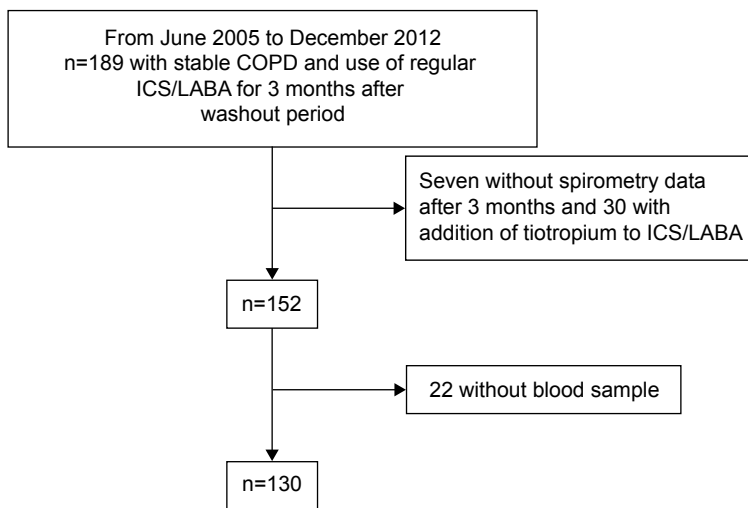 From June 2005 to December 2012
n=189 with stable COPD and use of regular
ICS/LABA for 3 months after
washout period
Seven without spirometry data
after 3 months and 30 with
addition of tiotropium to ICS/LABA
n=152
22 without blood sample
n=130